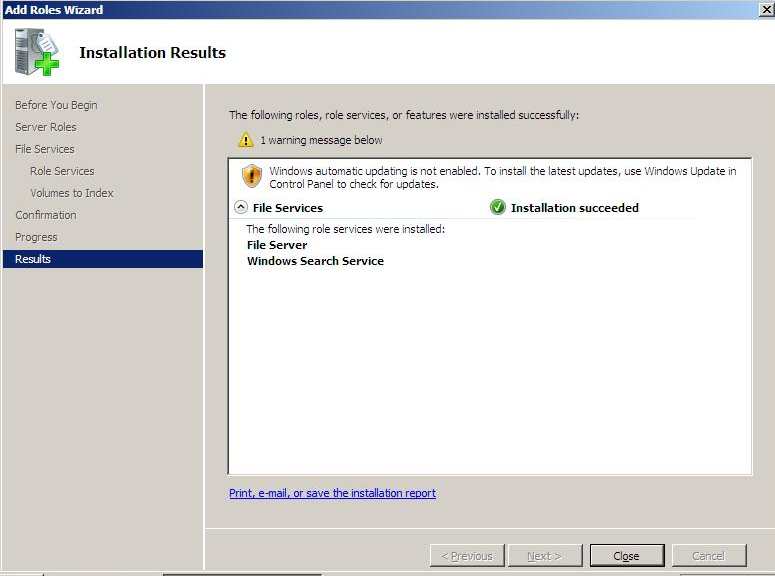 Add Roles Wizard
Installation Results
Before You Begin
Server Roles
File Services
Role Services
Volumes to Index
Confirmation
Progress
Results
The following roles, role services, or features were installed successfully:
1 warning message below
Windows automatic updating is not enabled. To install the latest updates, use Windows Update in
Control Panel to check for updates.
File Services
Installation succeeded
The following role services were installed:
File Server
Windows Search Service
Print, e-mail, or save the installation report
< Previous
Next >
Close
Cancel